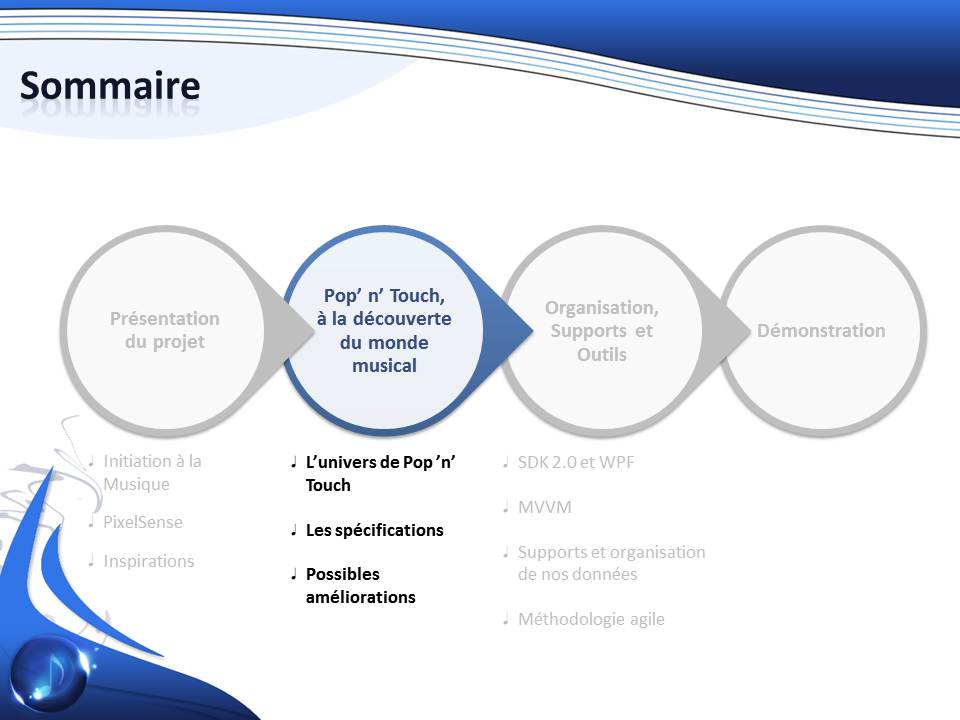 Sommaire
Présentation
du projet
Pop’ n’ Touch,
à la découverte
du monde
musical
Organisation,
Supports et
Outils
Démonstration
♩ Initiation à la
Musique
♩ PixelSense
♩ Inspirations
♩ L’univers de Pop ’n’
Touch
♩ Les spécifications
♩ Possibles
améliorations
♩ SDK 2.0 et WPF
♩ MVVM
♩ Supports et organisation
de nos données
♩ Méthodologie agile